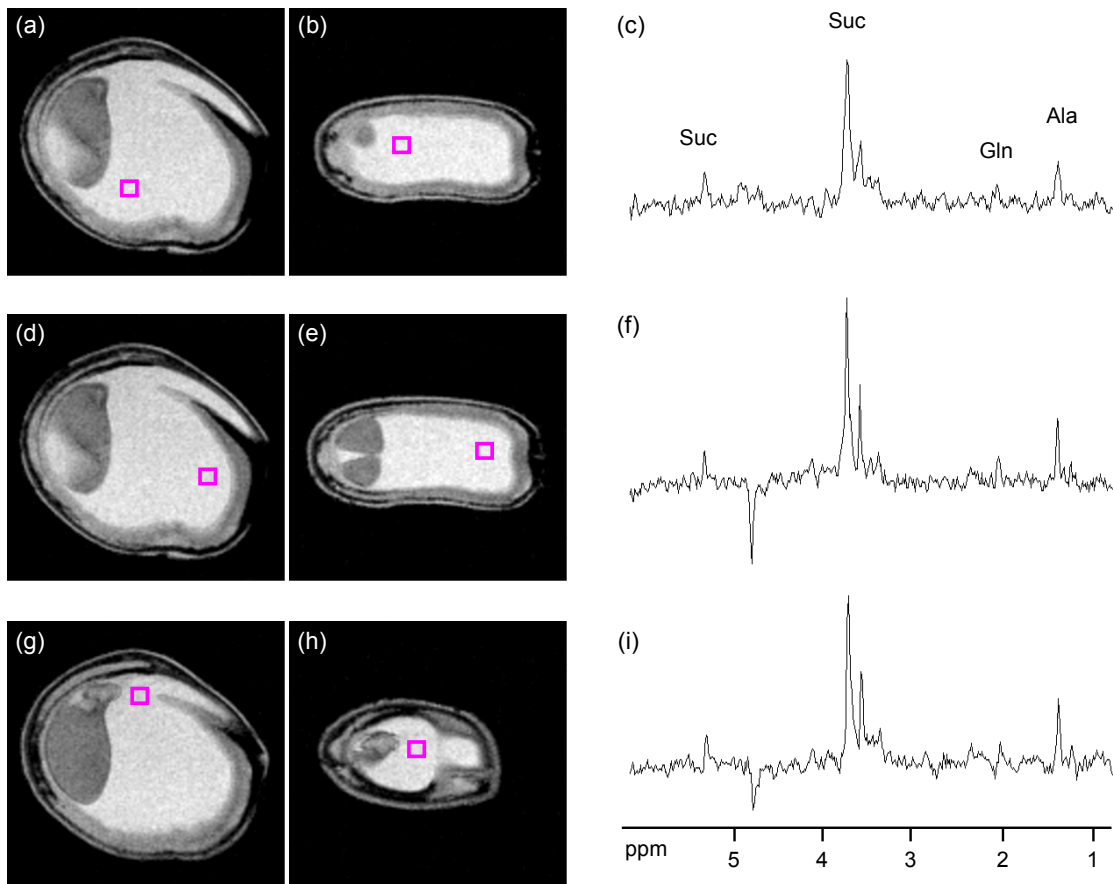 (a) (b) (c) Suc
Suc Gln Ala
(d) (e) (f)
(g) (h) (i)
ppm 5 4 3 2 1